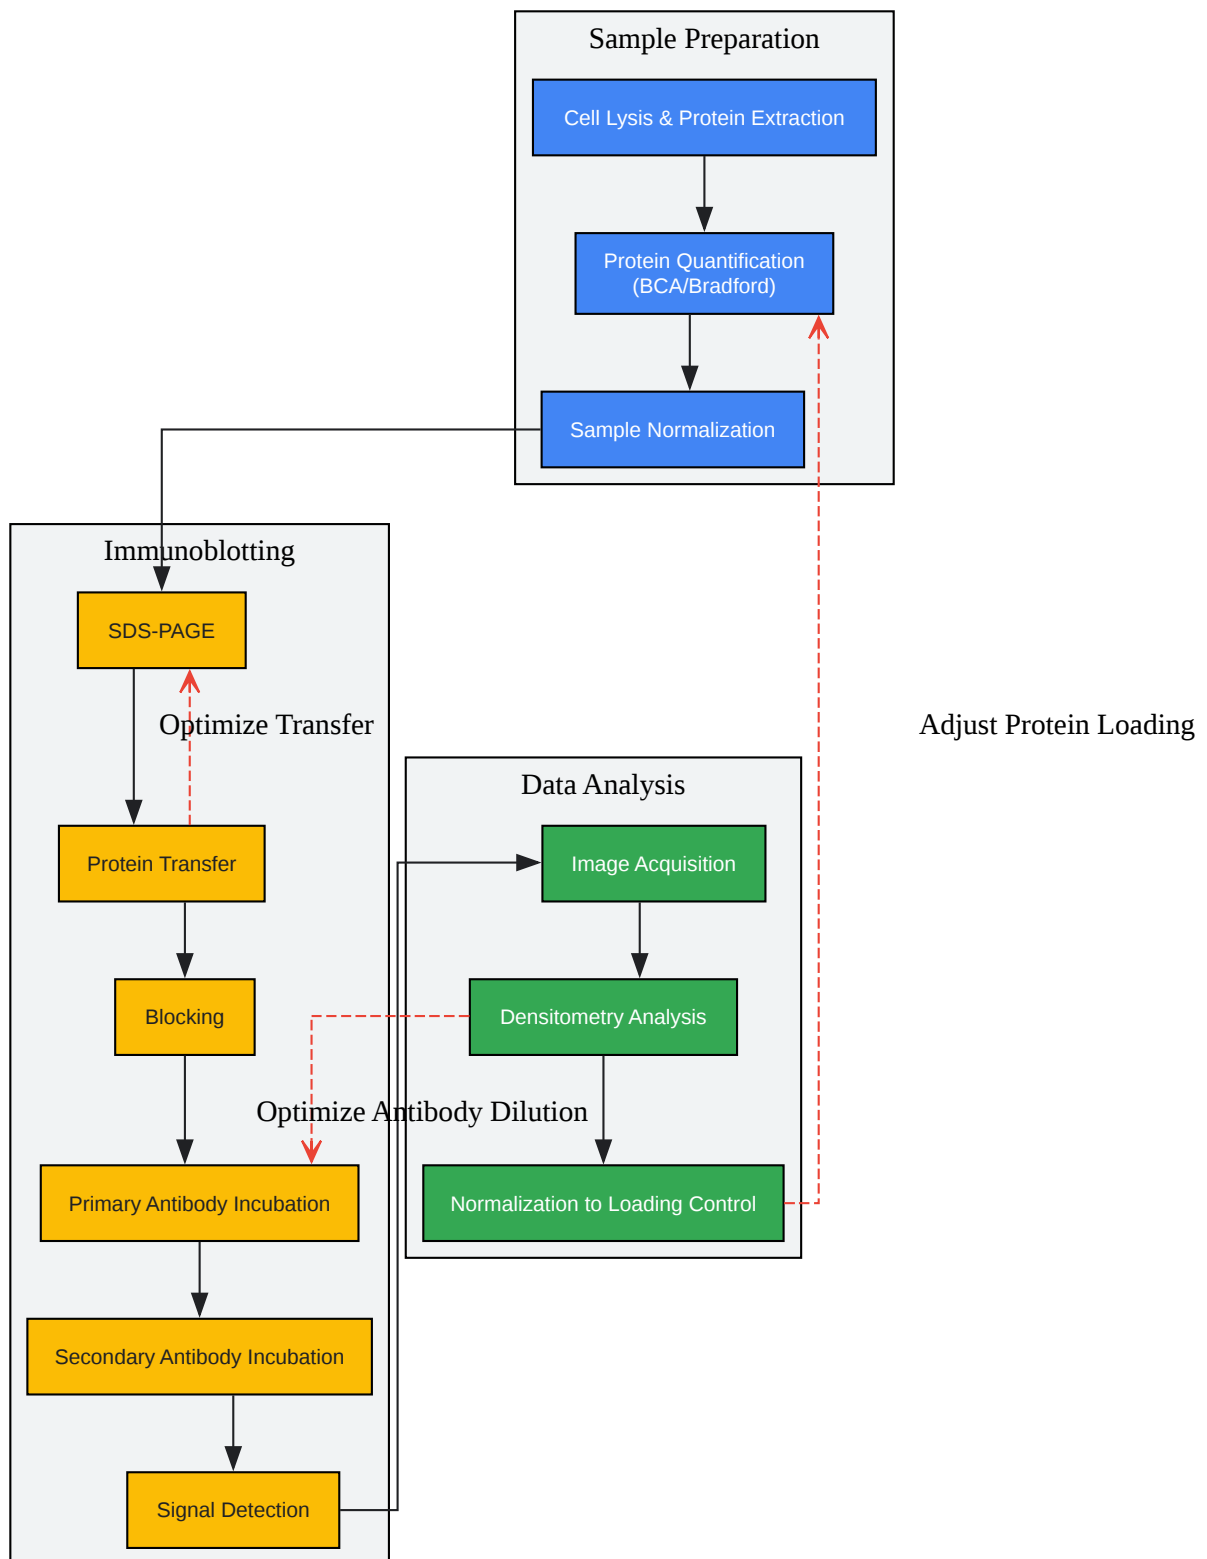 Sample Preparation
Cell Lysis & Protein Extraction
Protein Quantification
(BCA/Bradford)
Sample Normalization
Immunoblotting
SDS-PAGE
Optimize Transfer
Adjust Protein Loading
Data Analysis
Protein Transfer
Image Acquisition
Blocking
Densitometry Analysis
Optimize Antibody Dilution
Primary Antibody Incubation
Normalization to Loading Control
Secondary Antibody Incubation
Signal Detection